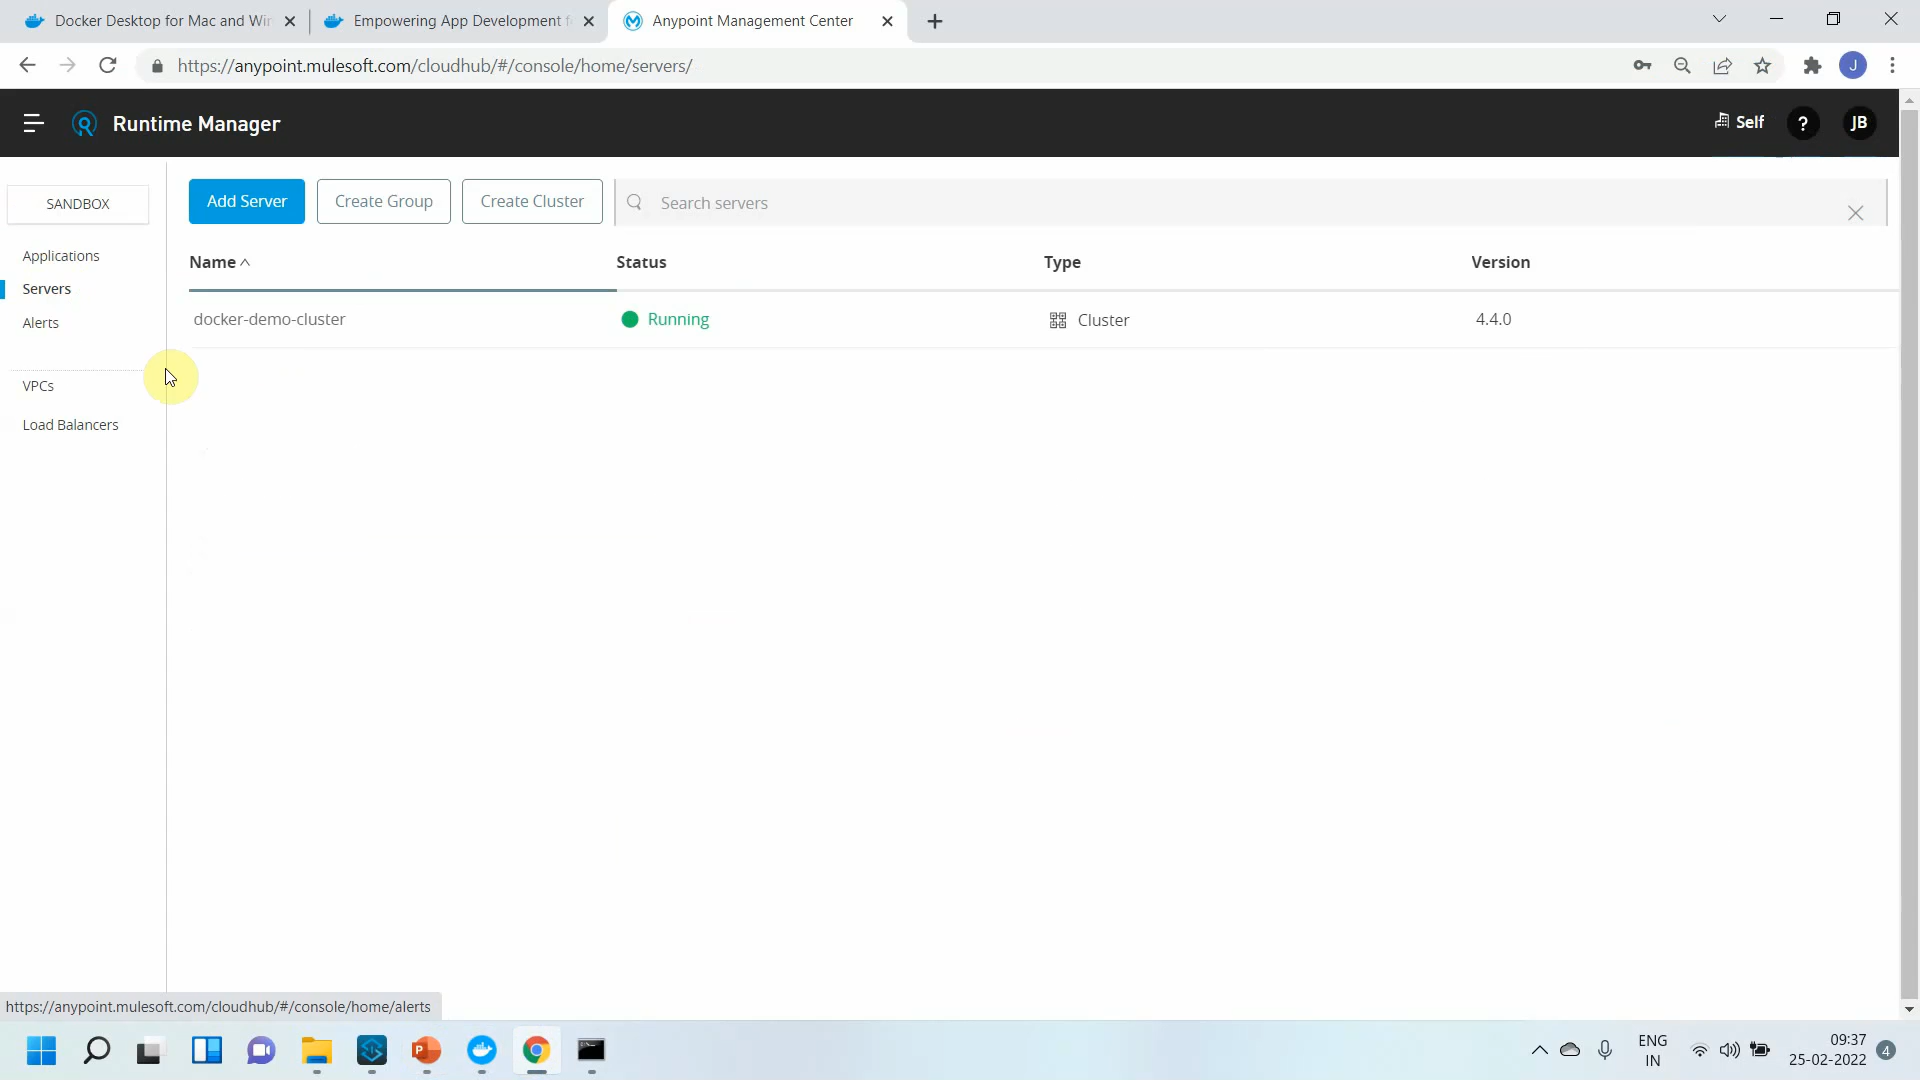 Docker Desktop for Mac and Win
Empowering App Development f
Anypoint Management Center
https://anypoint.mulesoft.com/cloudhub/#/console/home/servers/
J
Runtime Manager
Self
?
JB
SANDBOX
Add Server
Create Group
Create Cluster
Search servers
Applications
Servers
Alerts
VPCs
Load Balancers
Name
Status
Type
Version
docker-demo-cluster
Running
Cluster
4.4.0
https://anypoint.mulesoft.com/cloudhub/#/console/home/alerts
ENG
IN
09:37
25-02-2022
4